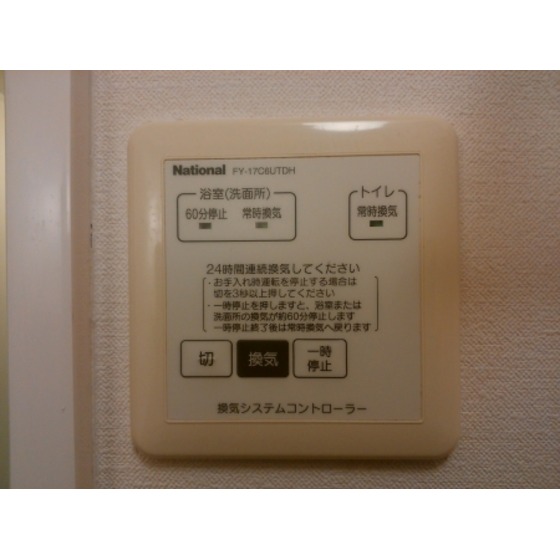 National FY-17C6UTDH
浴室(洗面所)
60分停止 常時換気
トイレ
常時換気
24時間連続換気してください
・お手入れ時運転を停止する場合は
切を3秒以上押してください
・一時停止を押しますと、浴室または
洗面所の換気が約60分停止します
一時停止終了後は常時換気へ戻ります
切 換気 一時
停止
換気システムコントローラー